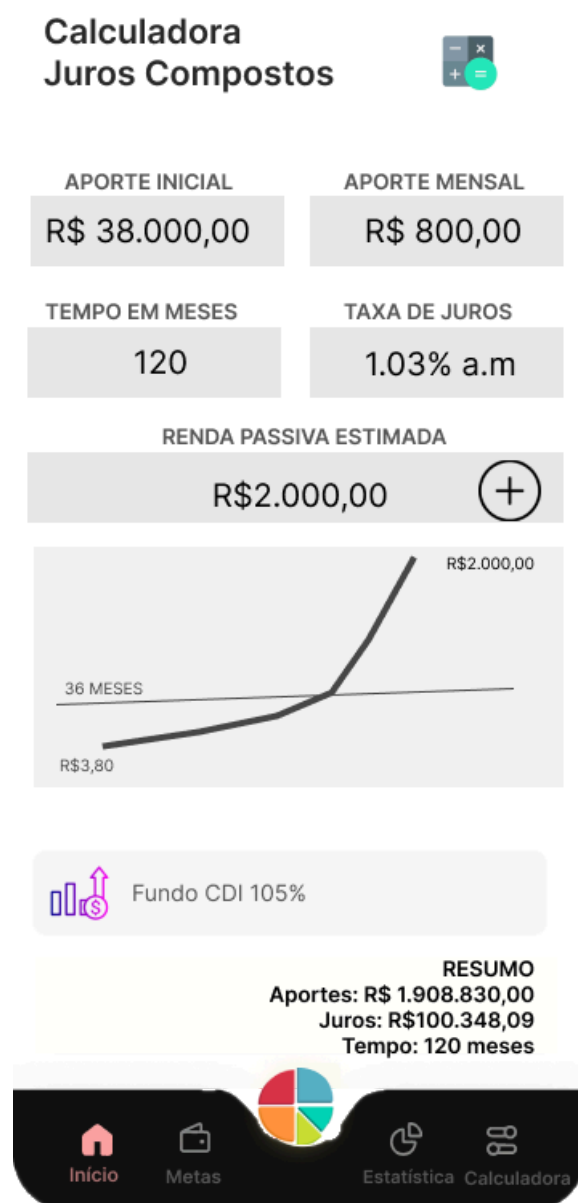 Calculadora
Juros Compostos
APORTE INICIAL
APORTE MENSAL
R$ 38.000,00
R$ 800,00
TEMPO EM MESES
TAXA DE JUROS
120
1.03% a.m
RENDA PASSIVA ESTIMADA
R$2.000,00
R$2.000,00
36 MESES
R$3,80
Fundo CDI 105%
RESUMO
Aportes: R$ 1.908.830,00
Juros: R$100.348,09
Tempo: 120 meses
Início
Metas
Estatística
Calculadora